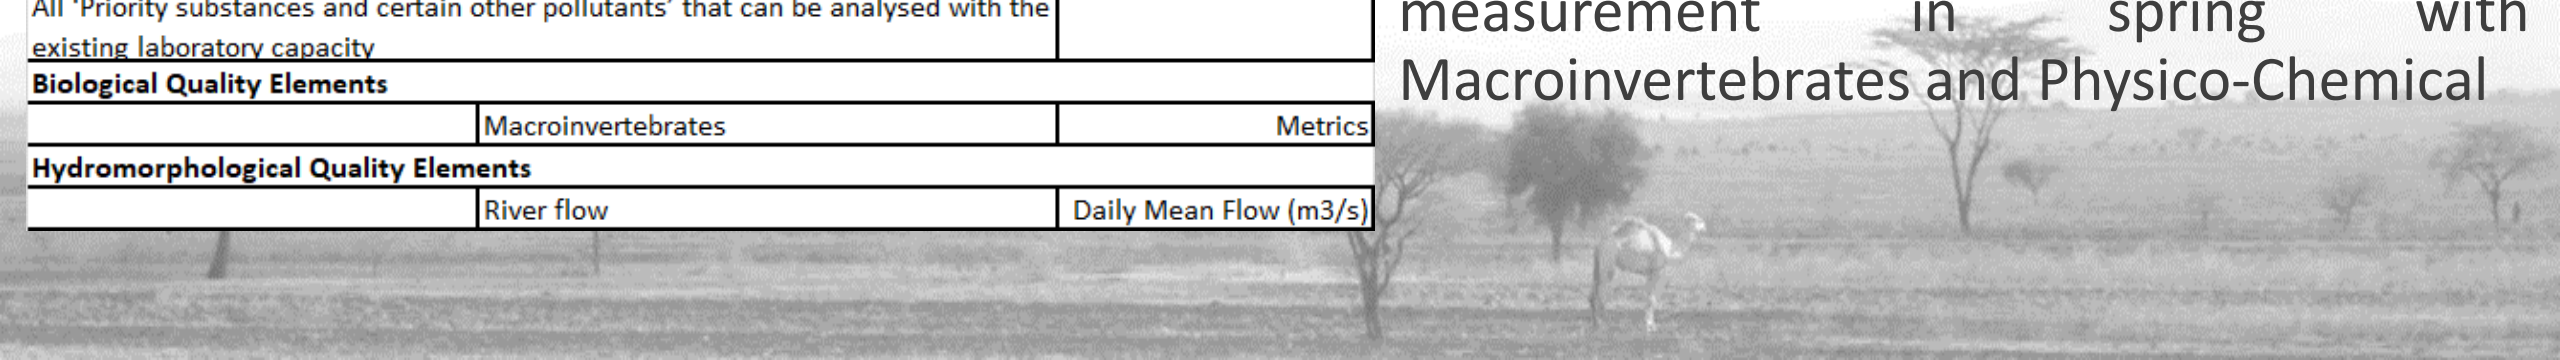 All ‘Priority substances and certain other pollutants’ that can be analysed with the
existing laboratory capacity
Biological Quality Elements
Macroinvertebrates Metrics
Hydromorphological Quality Elements
River flow Daily Mean Flow (m3/s)
measurement in spring with
Macroinvertebrates and Physico-Chemical